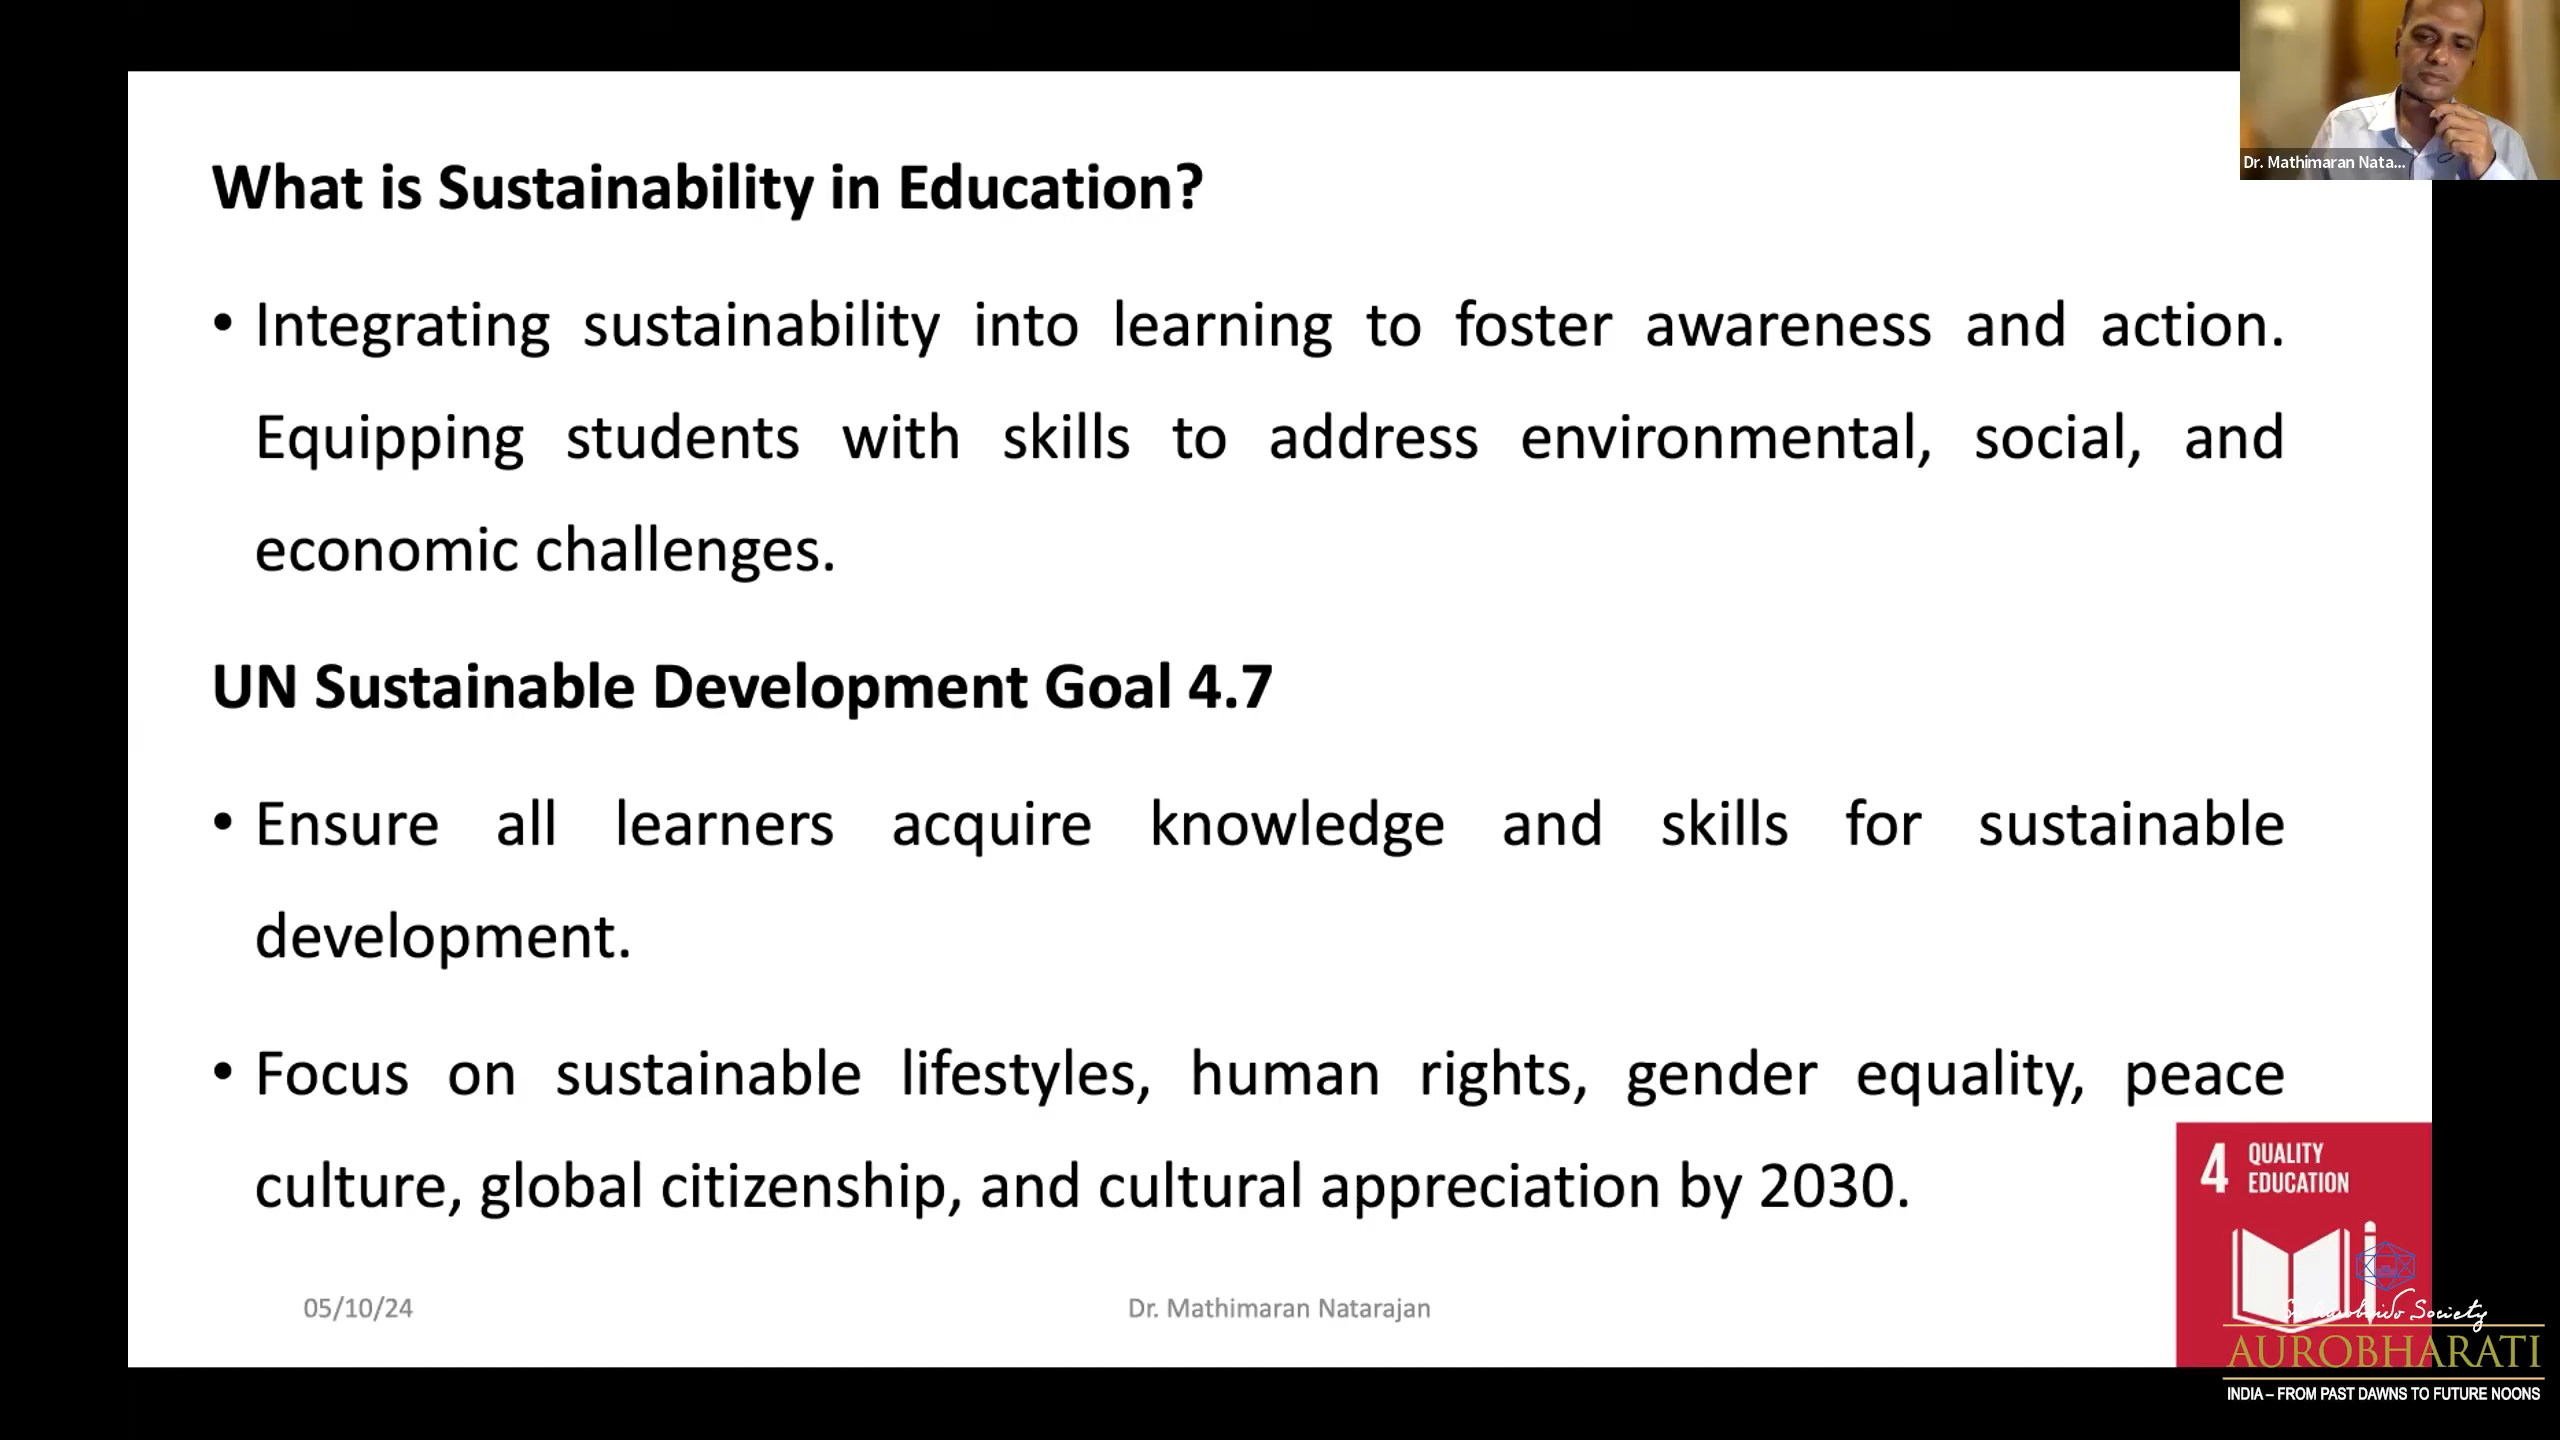 Dr. Mathimaran Nata...
What is Sustainability in Education?
• Integrating sustainability into learning to foster awareness and action.
Equipping students with skills to address environmental, social, and
economic challenges.
UN Sustainable Development Goal 4.7
• Ensure all learners acquire knowledge and skills for sustainable
development.
• Focus on sustainable lifestyles, human rights, gender equality, peace
culture, global citizenship, and cultural appreciation by 2030.
4 QUALITY
EDUCATION
05/10/24
Dr. Mathimaran Natarajan
Society
AUROBHARATI
INDIA – FROM PAST DAWNS TO FUTURE NOONS